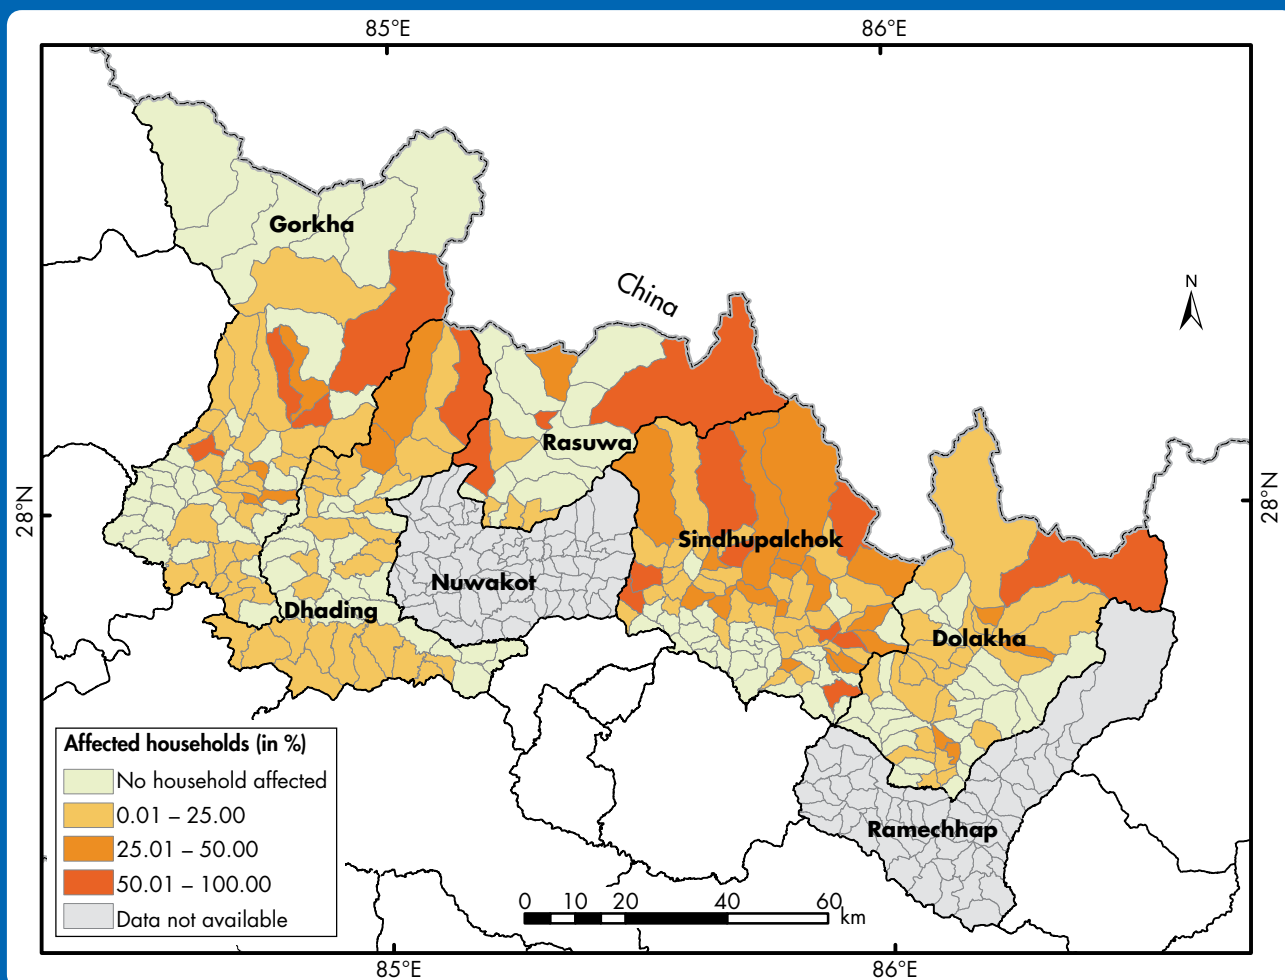 85°E
86°E
Gorkha
China
N
Rasuwa
28°N
28°N
Sindhupalchok
Nuwakot
Dhading
Dolakha
Affected households (in %)
No household affected
0.01 – 25.00
25.01 – 50.00
50.01 – 100.00
Data not available
Ramechhap
0 10 20 40 60
km
85°E
86°E